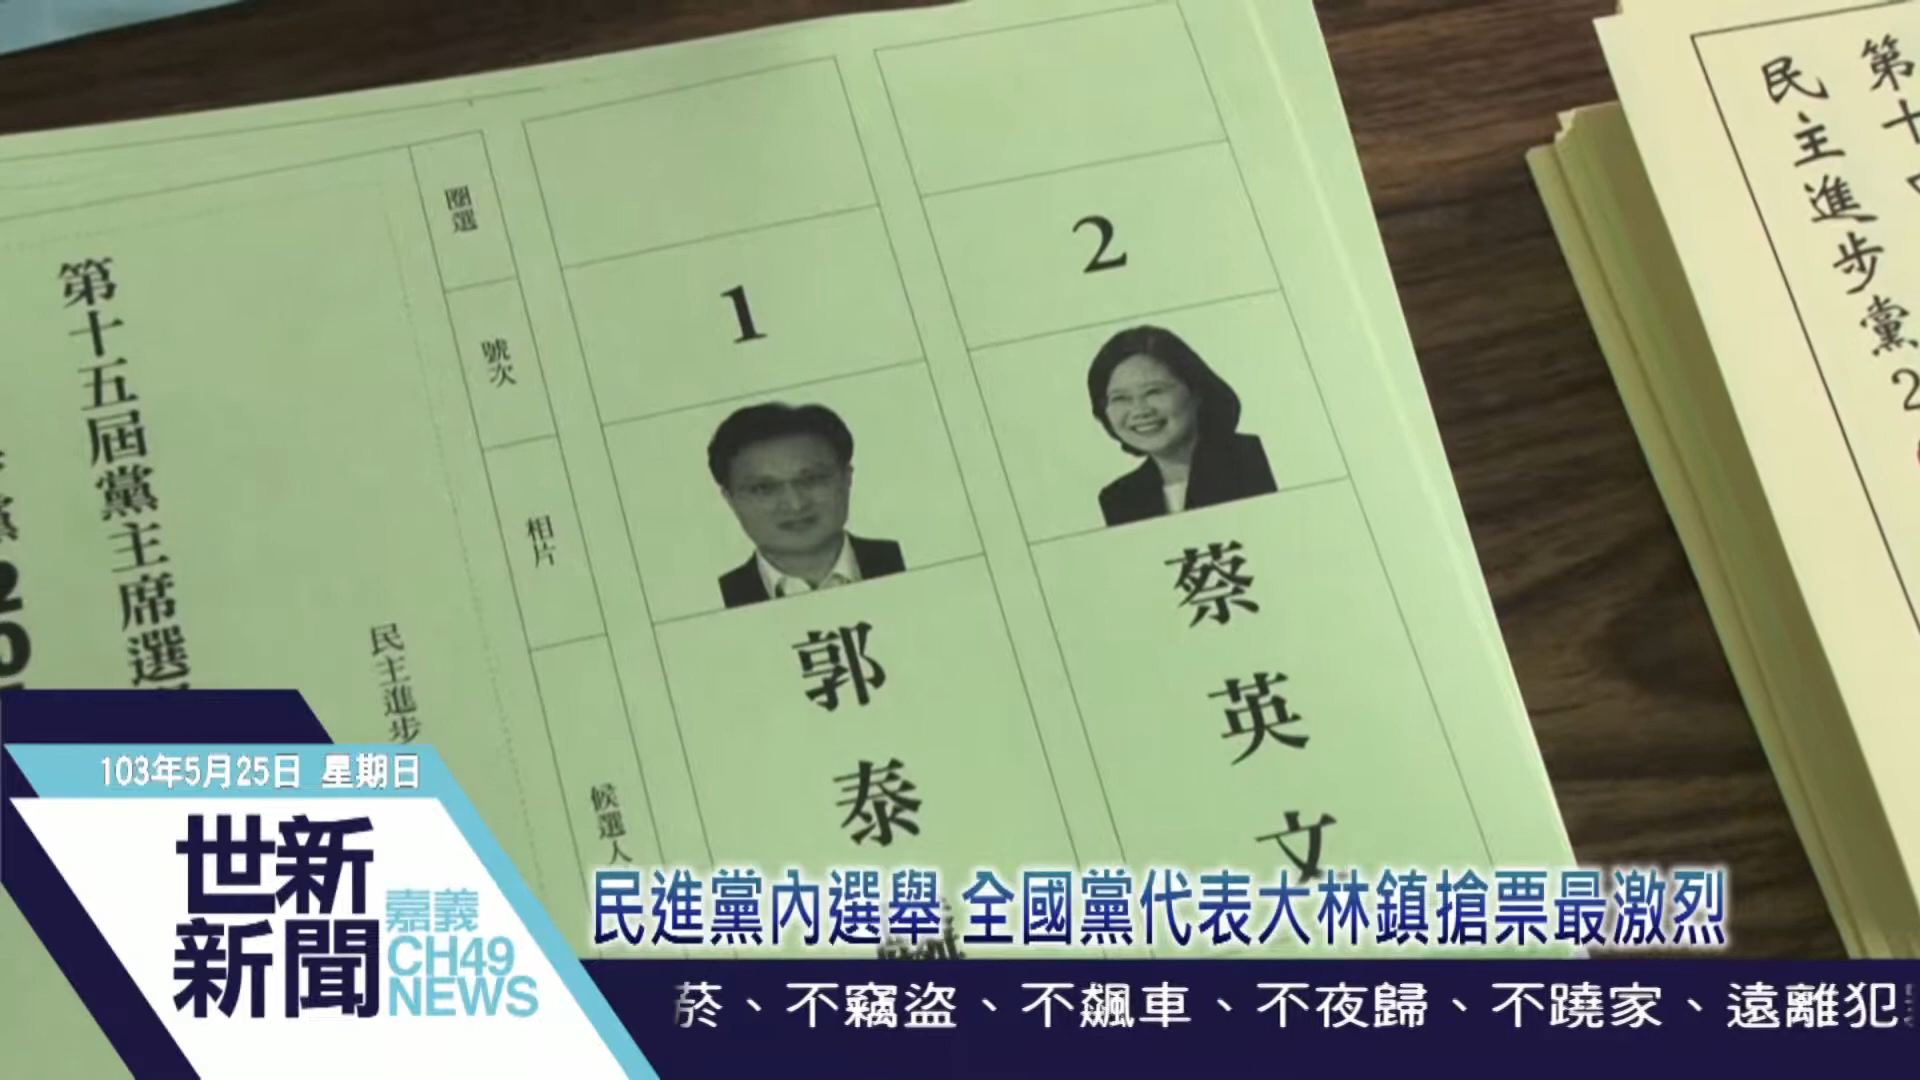 圈選
號次
相片
候選人
1
2
郭泰
蔡英文
第十五屆黨主席選
民主進步
民主進步黨2
第十
103年5月25日 星期日
世新
新聞
嘉義
CH49
NEWS
民進黨內選舉 全國黨代表大林鎮搶票最激烈
菸、不竊盜、不飆車、不夜歸、不蹺家、遠離犯